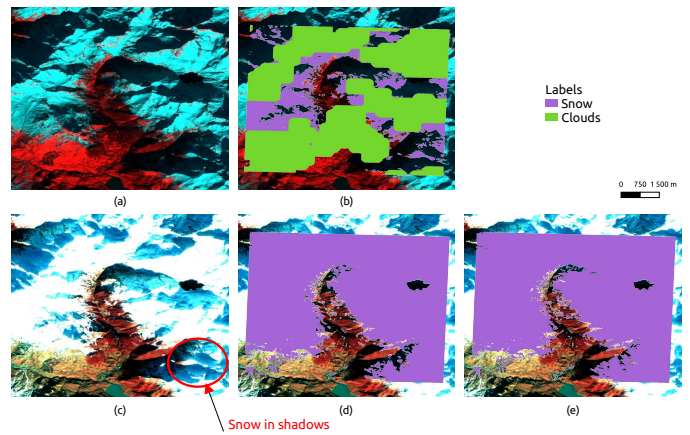 Labels
Snow
Clouds
0 750 1 500 m
(a)
(b)
(c)
(d)
(e)
Snow in shadows